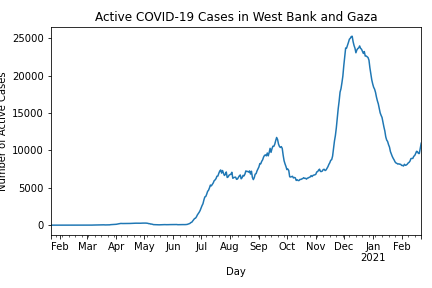 Active COVID-19 Cases in West Bank and Gaza
Number of Active Cases
25000
20000
15000
10000
5000
0
Feb Mar Apr May Jun Jul Aug Sep Oct Nov Dec Jan Feb
2021
Day